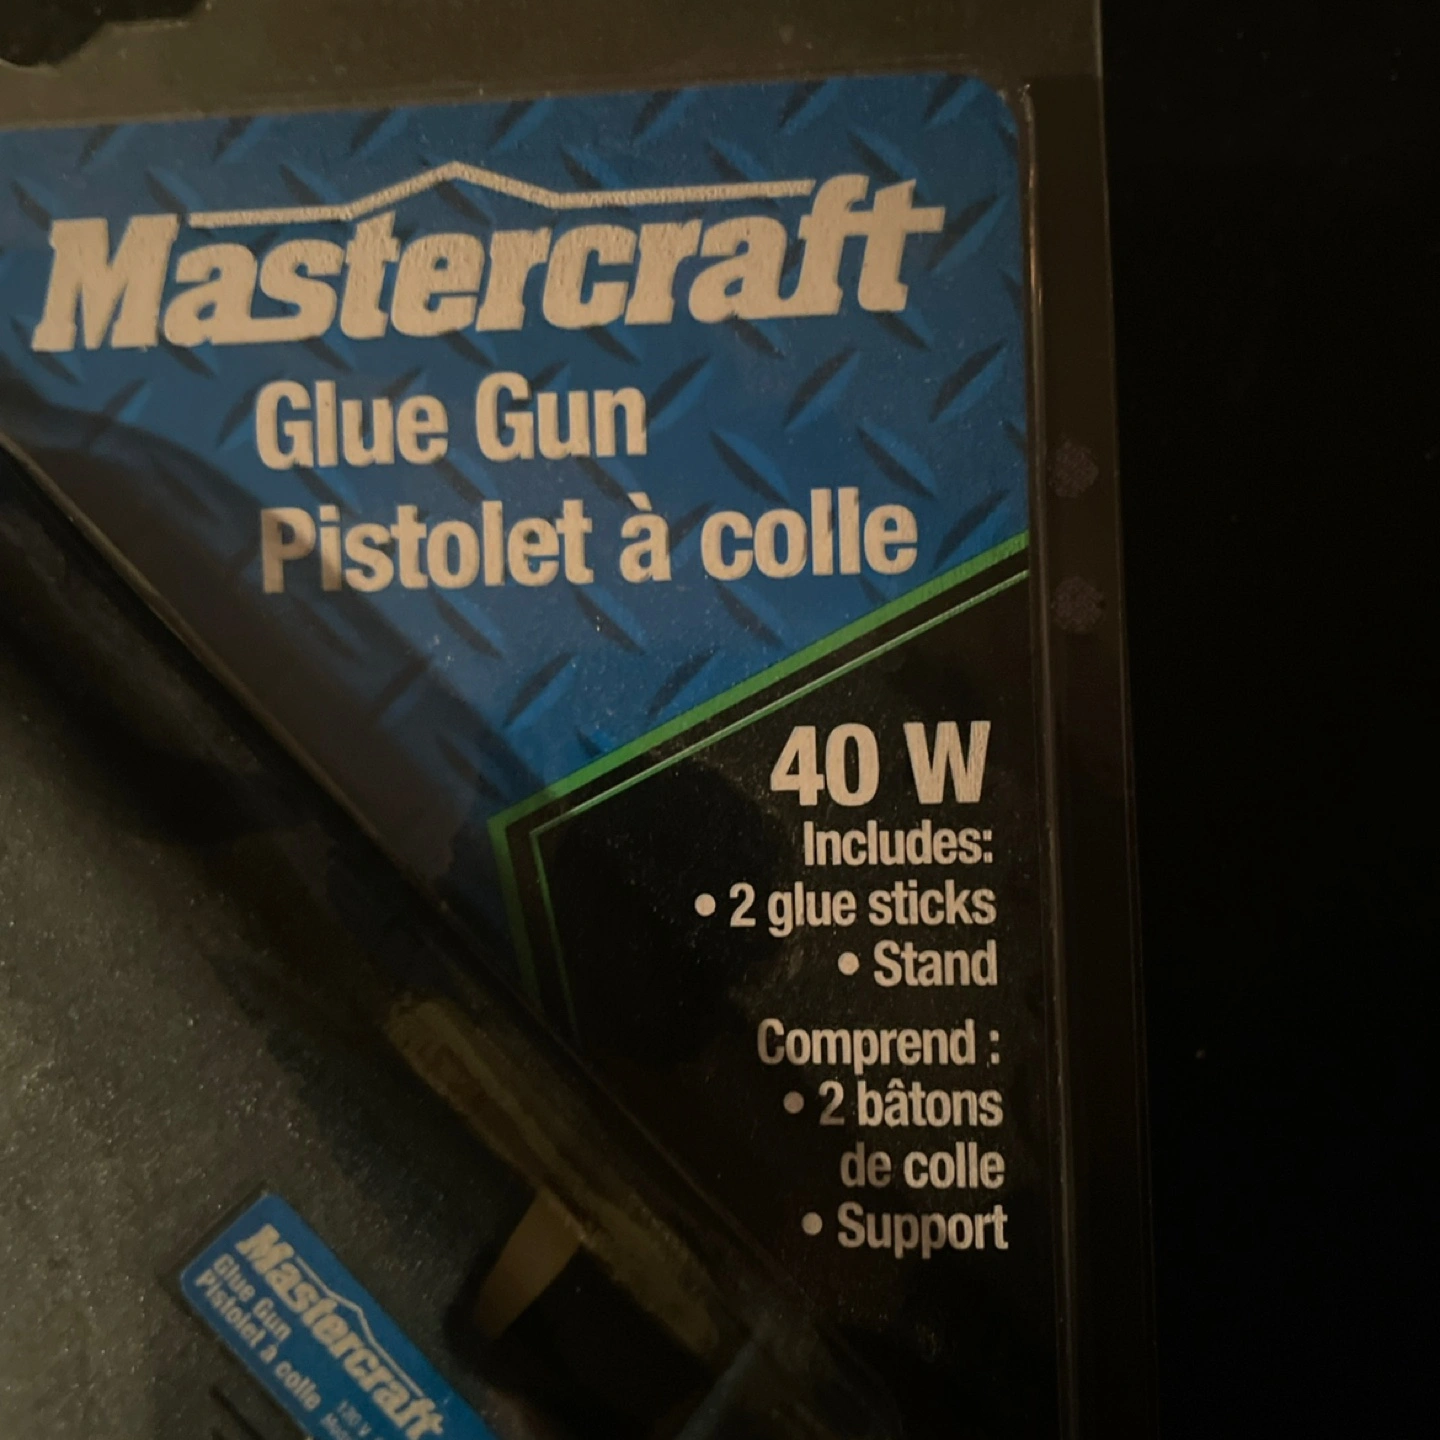 Mastercraft
Glue Gun
Pistolet à colle
40 W
Includes:
• 2 glue sticks
• Stand
Comprend :
• 2 bâtons
de colle
• Support
Mastercraft
Glue Gun
Pistolet à colle
120 V